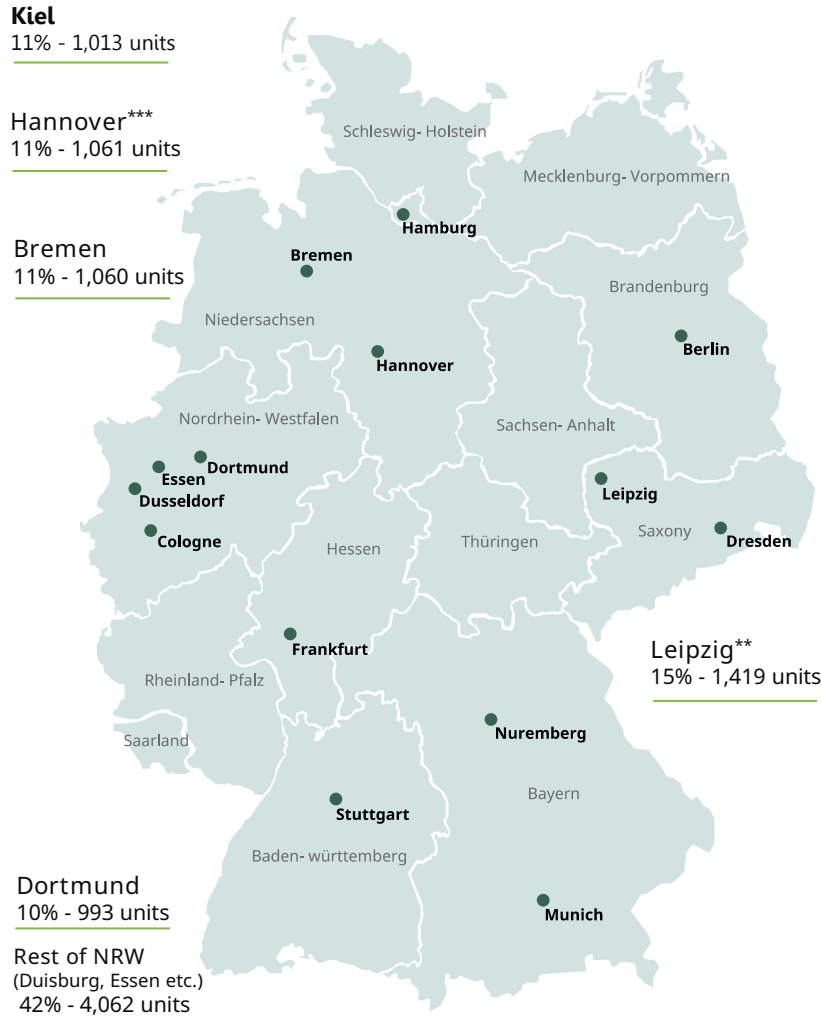 Kiel
11% - 1,013 units
Hannover***
11% - 1,061 units
Bremen
11% - 1,060 units
Schleswig- Holstein
Mecklenburg- Vorpommern
Hamburg
Bremen
Brandenburg
Niedersachsen
Berlin
Hannover
Nordrhein- Westfalen
Sachsen- Anhalt
Dortmund
Essen
Dusseldorf
Leipzig
Cologne
Hessen
Thüringen
Saxony
Dresden
Frankfurt
Rheinland- Pfalz
Leipzig**
15% - 1,419 units
Saarland
Nuremberg
Bayern
Stuttgart
Baden- württemberg
Munich
Dortmund
10% - 993 units
Rest of NRW
(Duisburg, Essen etc.)
42% - 4,062 units